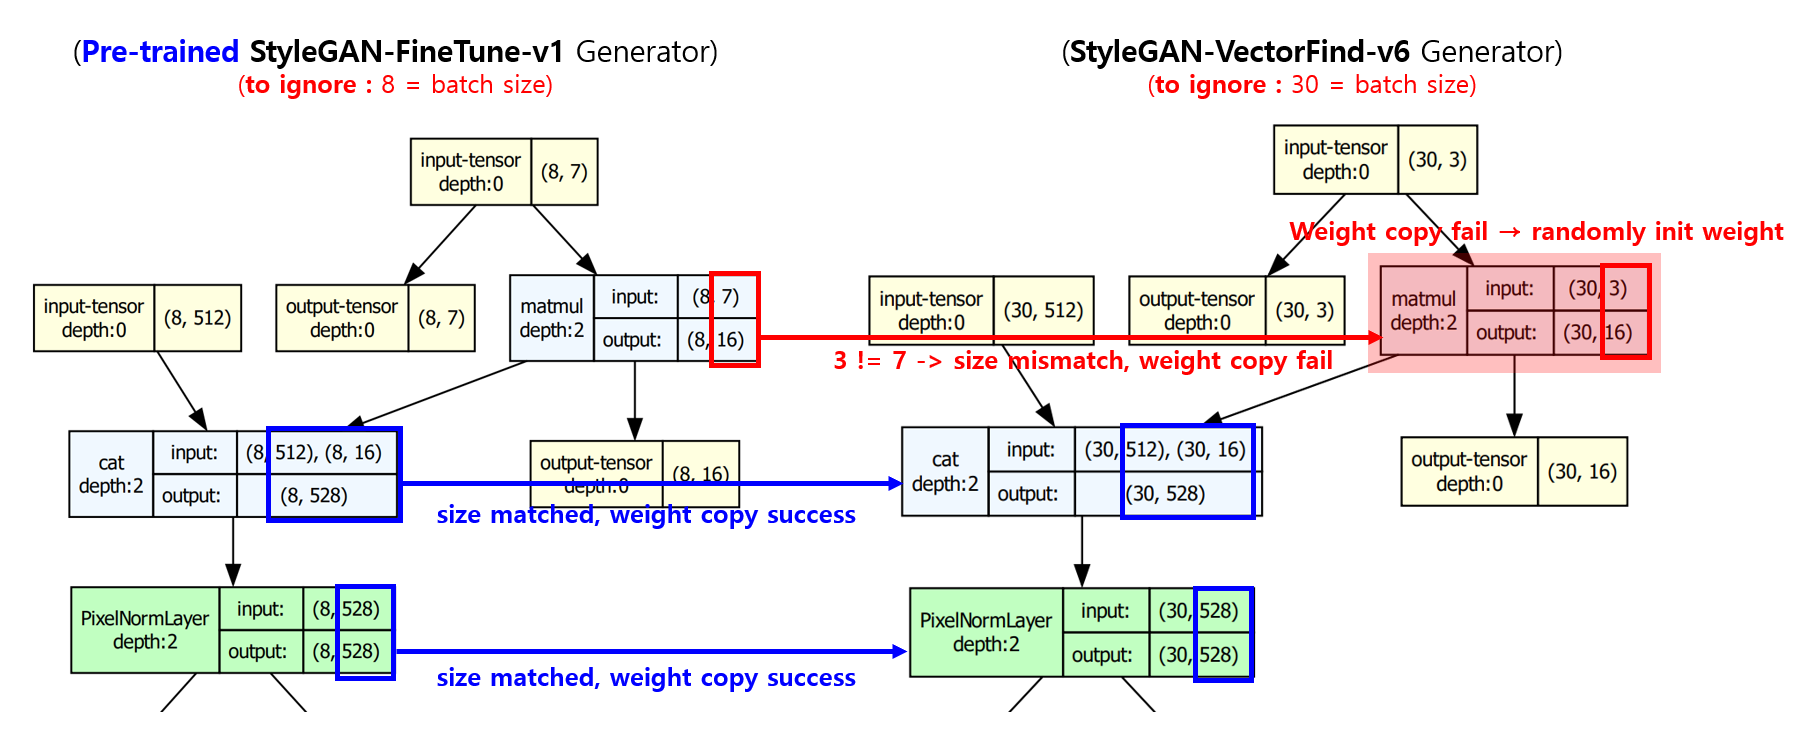 (Pre-trained StyleGAN-FineTune-v1 Generator)
(to ignore : 8 = batch size)
input-tensor
depth:0
(8, 7)
input-tensor
depth:0
(8, 512)
output-tensor
depth:0
(8, 7)
matmul
depth:2
input:
(8, 7)
output:
(8, 16)
cat
depth:2
input:
(8, 512), (8, 16)
output:
(8, 528)
output-tensor
depth:0
(8, 16)
PixelNormLayer
depth:2
input:
(8, 528)
output:
(8, 528)
3 != 7 -> size mismatch, weight copy fail
size matched, weight copy success
size matched, weight copy success
(StyleGAN-VectorFind-v6 Generator)
(to ignore : 30 = batch size)
input-tensor
depth:0
(30, 3)
Weight copy fail → randomly init weight
input-tensor
depth:0
(30, 512)
output-tensor
depth:0
(30, 3)
matmul
depth:2
input:
(30, 3)
output:
(30, 16)
cat
depth:2
input:
(30, 512), (30, 16)
output:
(30, 528)
output-tensor
depth:0
(30, 16)
PixelNormLayer
depth:2
input:
(30, 528)
output:
(30, 528)